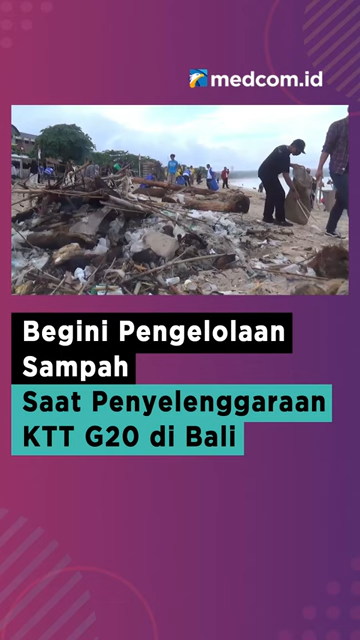 medcom.id
Begini Pengelolaan
Sampah
Saat Penyelenggaraan
KTT G20 di Bali